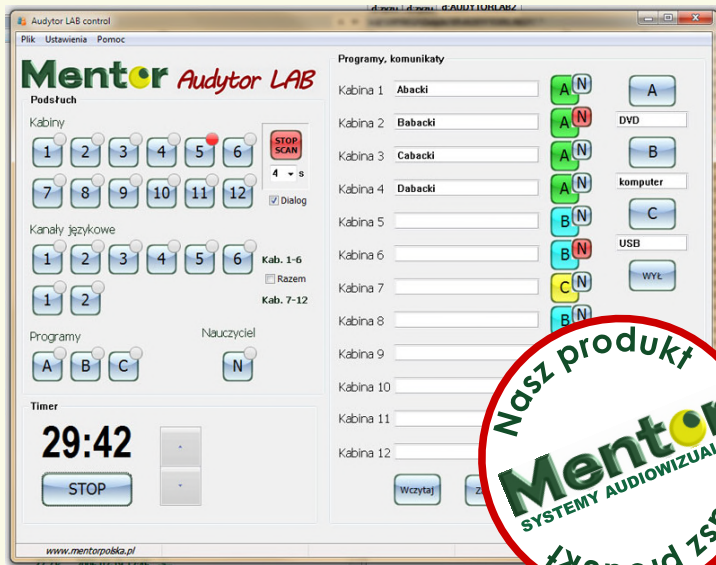 d:AUDYTORLAB2
Audytor LAB control
Plik Ustawienia Pomoc
Mentor Audytor LAB
Podsłuch
Kabiny
1 2 3 4 5 6
STOP SCAN
4 s
7 8 9 10 11 12
Dialog
Kanały językowe
1 2 3 4 5 6
Kab. 1-6
Razem
1 2
Kab. 7-12
Programy
Nauczyciel
A B C
N
Timer
29:42
STOP
www.mentorpolska.pl
Programy, komunikaty
Kabina 1 Abacki A N
Kabina 2 Babacki A N
Kabina 3 Cabacki A N
Kabina 4 Dabacki A N
Kabina 5 B N
Kabina 6 B N
Kabina 7 C N
Kabina 8 B N
Kabina 9
Kabina 10
Kabina 11
Kabina 12
Wczytaj
A
DVD
B
komputer
C
USB
WYŁ
Nasz produkt
Mentor
SYSTEMY AUDIOWIZUAL